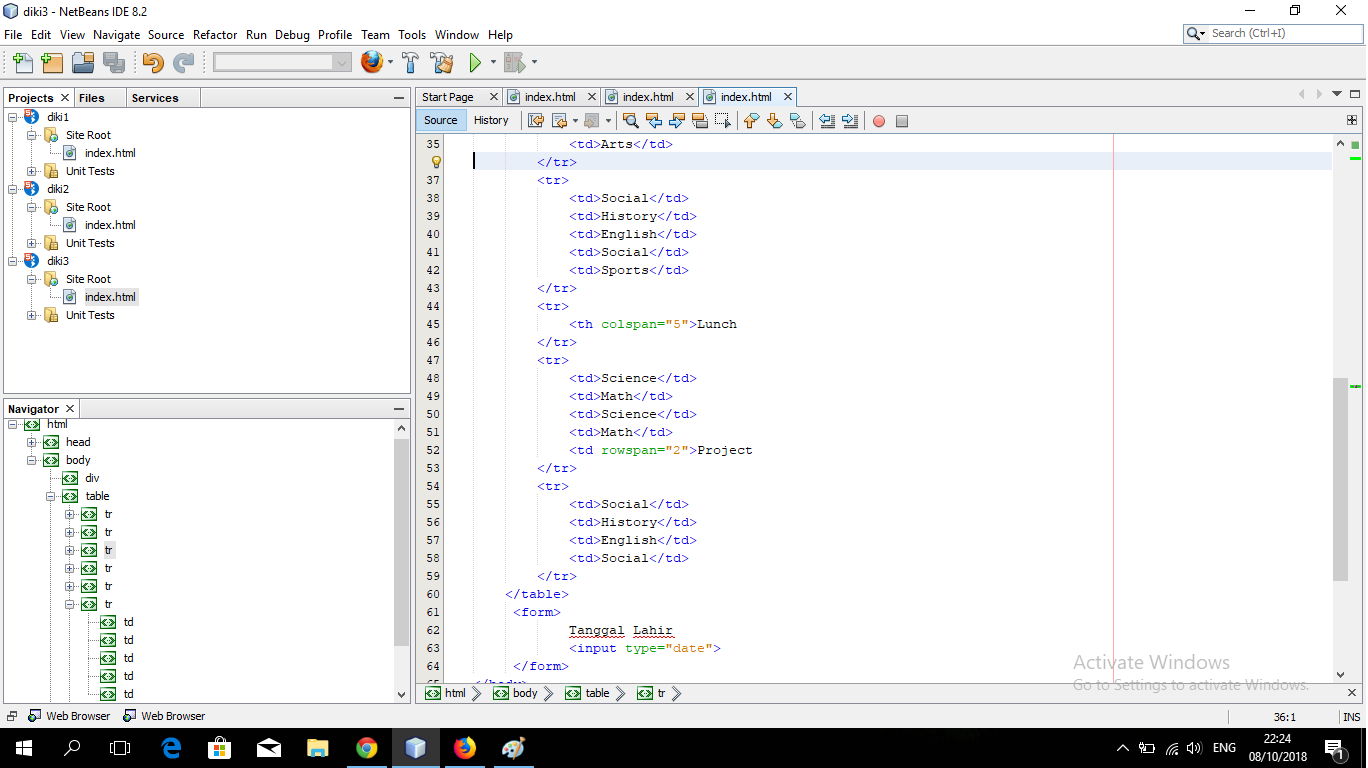 diki3 - NetBeans IDE 8.2
File Edit View Navigate Source Refactor Run Debug Profile Team Tools Window Help
Search (Ctrl+I)
Projects Files Services
diki1
Site Root
index.html
Unit Tests
diki2
Site Root
index.html
Unit Tests
diki3
Site Root
index.html
Unit Tests
Navigator
html
head
body
div
table
tr
tr
tr
tr
tr
tr
td
td
td
td
td
Start Page index.html index.html index.html
Source History
35 <td>Arts</td>
</tr>
37 <tr>
38 <td>Social</td>
39 <td>History</td>
40 <td>English</td>
41 <td>Social</td>
42 <td>Sports</td>
43 </tr>
44 <tr>
45 <th colspan="5">Lunch
46 </tr>
47 <tr>
48 <td>Science</td>
49 <td>Math</td>
50 <td>Science</td>
51 <td>Math</td>
52 <td rowspan="2">Project
53 </tr>
54 <tr>
55 <td>Social</td>
56 <td>History</td>
57 <td>English</td>
58 <td>Social</td>
59 </tr>
60 </table>
61 <form>
62 Tanggal Lahir
63 <input type="date">
64 </form>
65 </body>
Activate Windows
Go to Settings to activate Windows.
html body table tr
Web Browser Web Browser
36:1 INS
ENG
22:24
08/10/2018
1